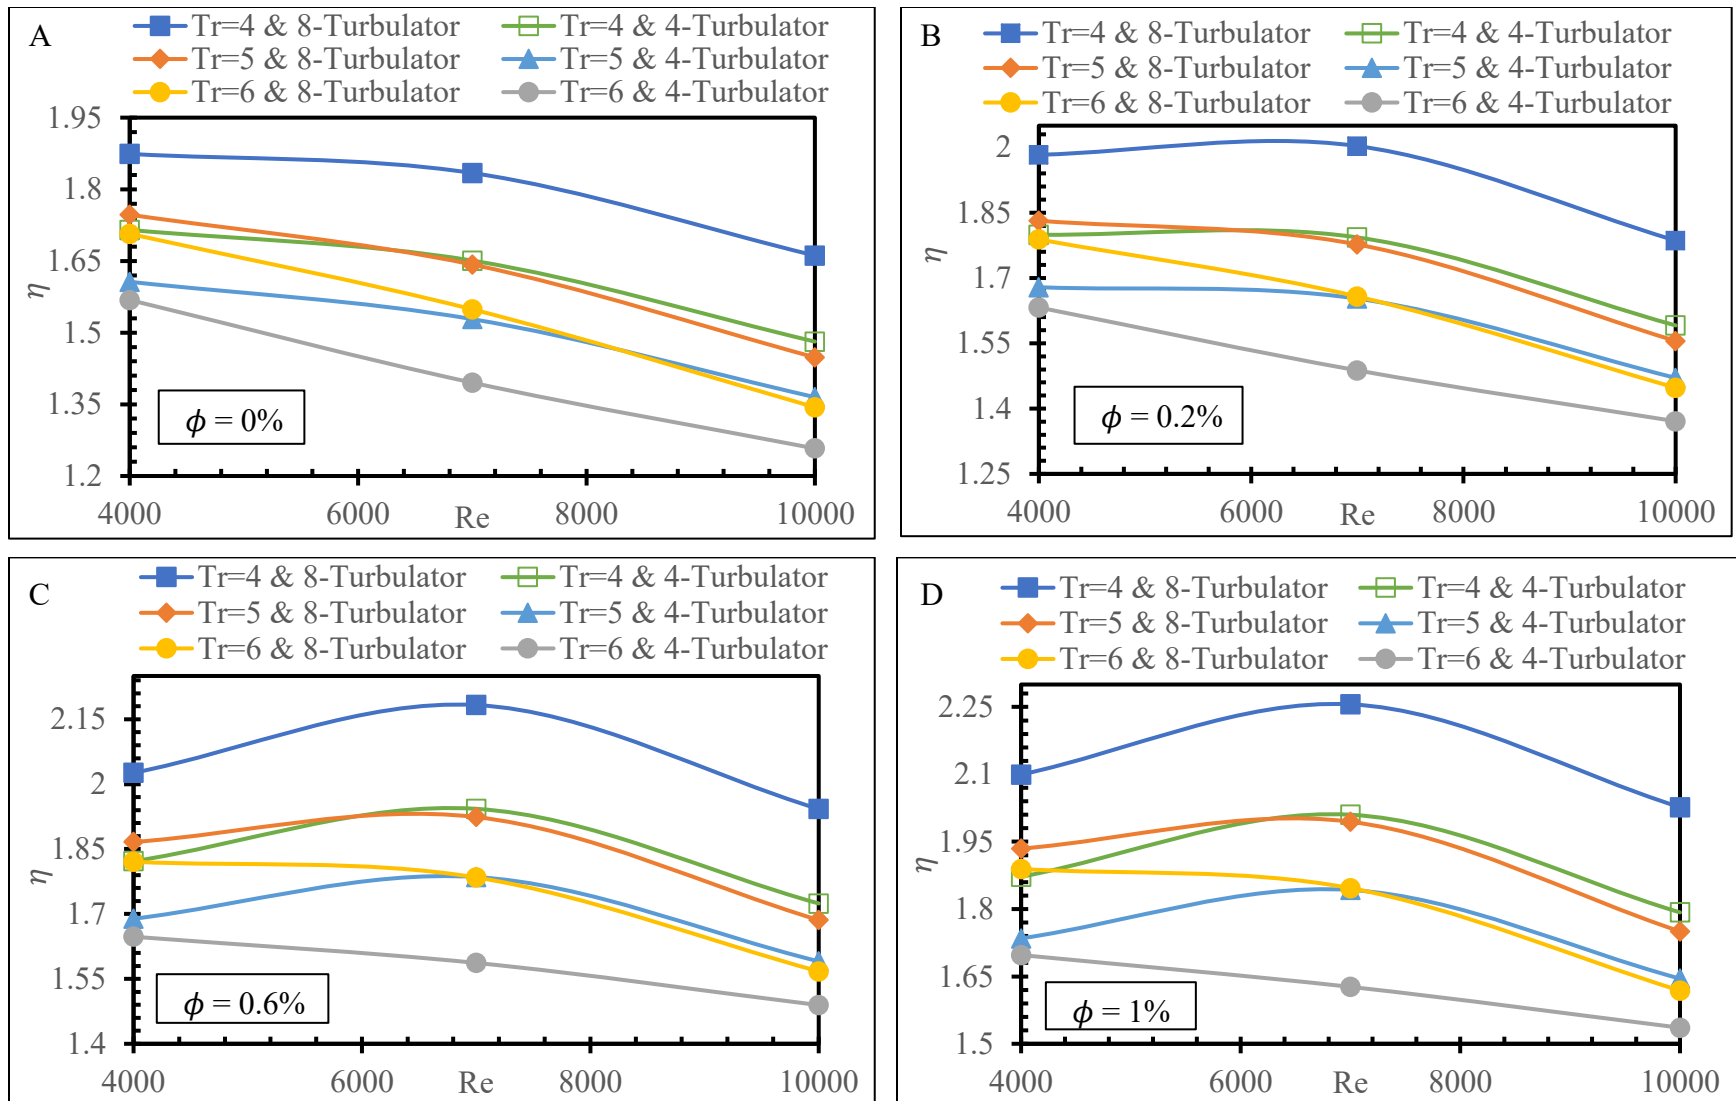 A
Tr=4 & 8-Turbulator Tr=4 & 4-Turbulator
Tr=5 & 8-Turbulator Tr=5 & 4-Turbulator
Tr=6 & 8-Turbulator Tr=6 & 4-Turbulator
1.95
1.8
1.65
1.5
1.35
1.2
η
ϕ = 0%
4000 6000 8000 10000
Re
B
Tr=4 & 8-Turbulator Tr=4 & 4-Turbulator
Tr=5 & 8-Turbulator Tr=5 & 4-Turbulator
Tr=6 & 8-Turbulator Tr=6 & 4-Turbulator
2
1.85
1.7
1.55
1.4
1.25
η
ϕ = 0.2%
4000 6000 8000 10000
Re
C
Tr=4 & 8-Turbulator Tr=4 & 4-Turbulator
Tr=5 & 8-Turbulator Tr=5 & 4-Turbulator
Tr=6 & 8-Turbulator Tr=6 & 4-Turbulator
2.15
2
1.85
1.7
1.55
1.4
η
ϕ = 0.6%
4000 6000 8000 10000
Re
D
Tr=4 & 8-Turbulator Tr=4 & 4-Turbulator
Tr=5 & 8-Turbulator Tr=5 & 4-Turbulator
Tr=6 & 8-Turbulator Tr=6 & 4-Turbulator
2.25
2.1
1.95
1.8
1.65
1.5
η
ϕ = 1%
4000 6000 8000 10000
Re